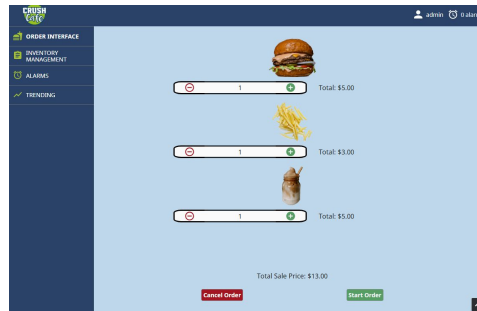 CRUSH
Cafe
admin
0 alar
ORDER INTERFACE
INVENTORY
MANAGEMENT
ALARMS
TRENDING
1
Total: $5.00
1
Total: $3.00
1
Total: $5.00
Total Sale Price: $13.00
Cancel Order
Start Order